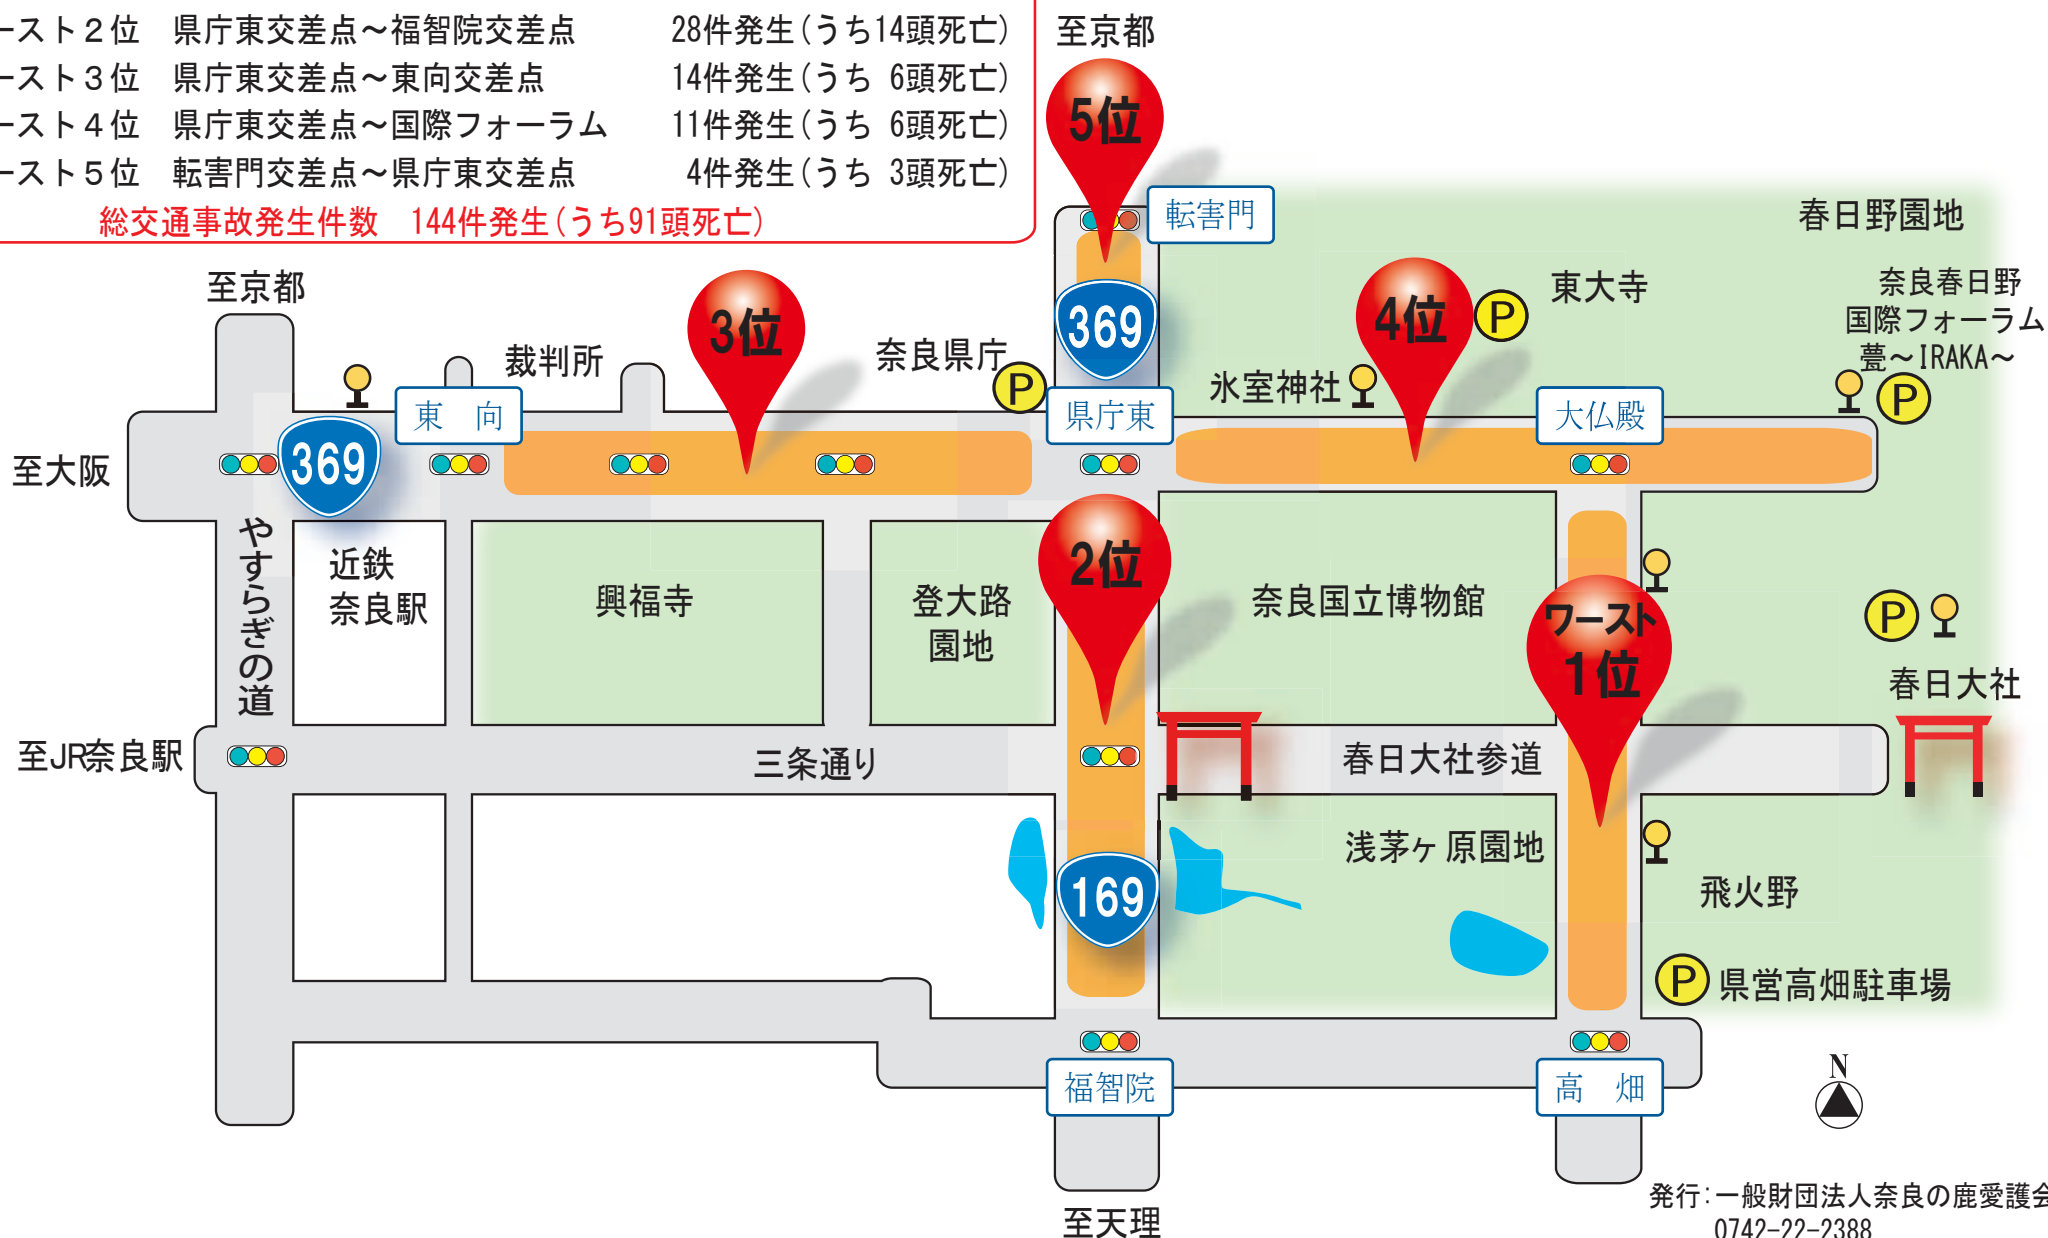 ースト２位　県庁東交差点～福智院交差点　28件発生(うち14頭死亡)
ースト３位　県庁東交差点～東向交差点　14件発生(うち 6頭死亡)
ースト４位　県庁東交差点～国際フォーラム　11件発生(うち 6頭死亡)
ースト５位　転害門交差点～県庁東交差点　4件発生(うち 3頭死亡)
総交通事故発生件数　144件発生(うち91頭死亡)
至京都
5位
転害門
春日野園地
至京都
3位
奈良県庁
P
369
4位
P
東大寺
奈良春日野
国際フォーラム
甍～IRAKA～
裁判所
氷室神社
P
東　向
県庁東
大仏殿
至大阪
369
やすらぎの道
近鉄
奈良駅
興福寺
登大路
園地
2位
奈良国立博物館
ワースト
1位
P
春日大社
至JR奈良駅
三条通り
春日大社参道
169
浅茅ヶ原園地
飛火野
P
県営高畑駐車場
福智院
高　畑
N
至天理
発行：一般財団法人奈良の鹿愛護会
0742-22-2388